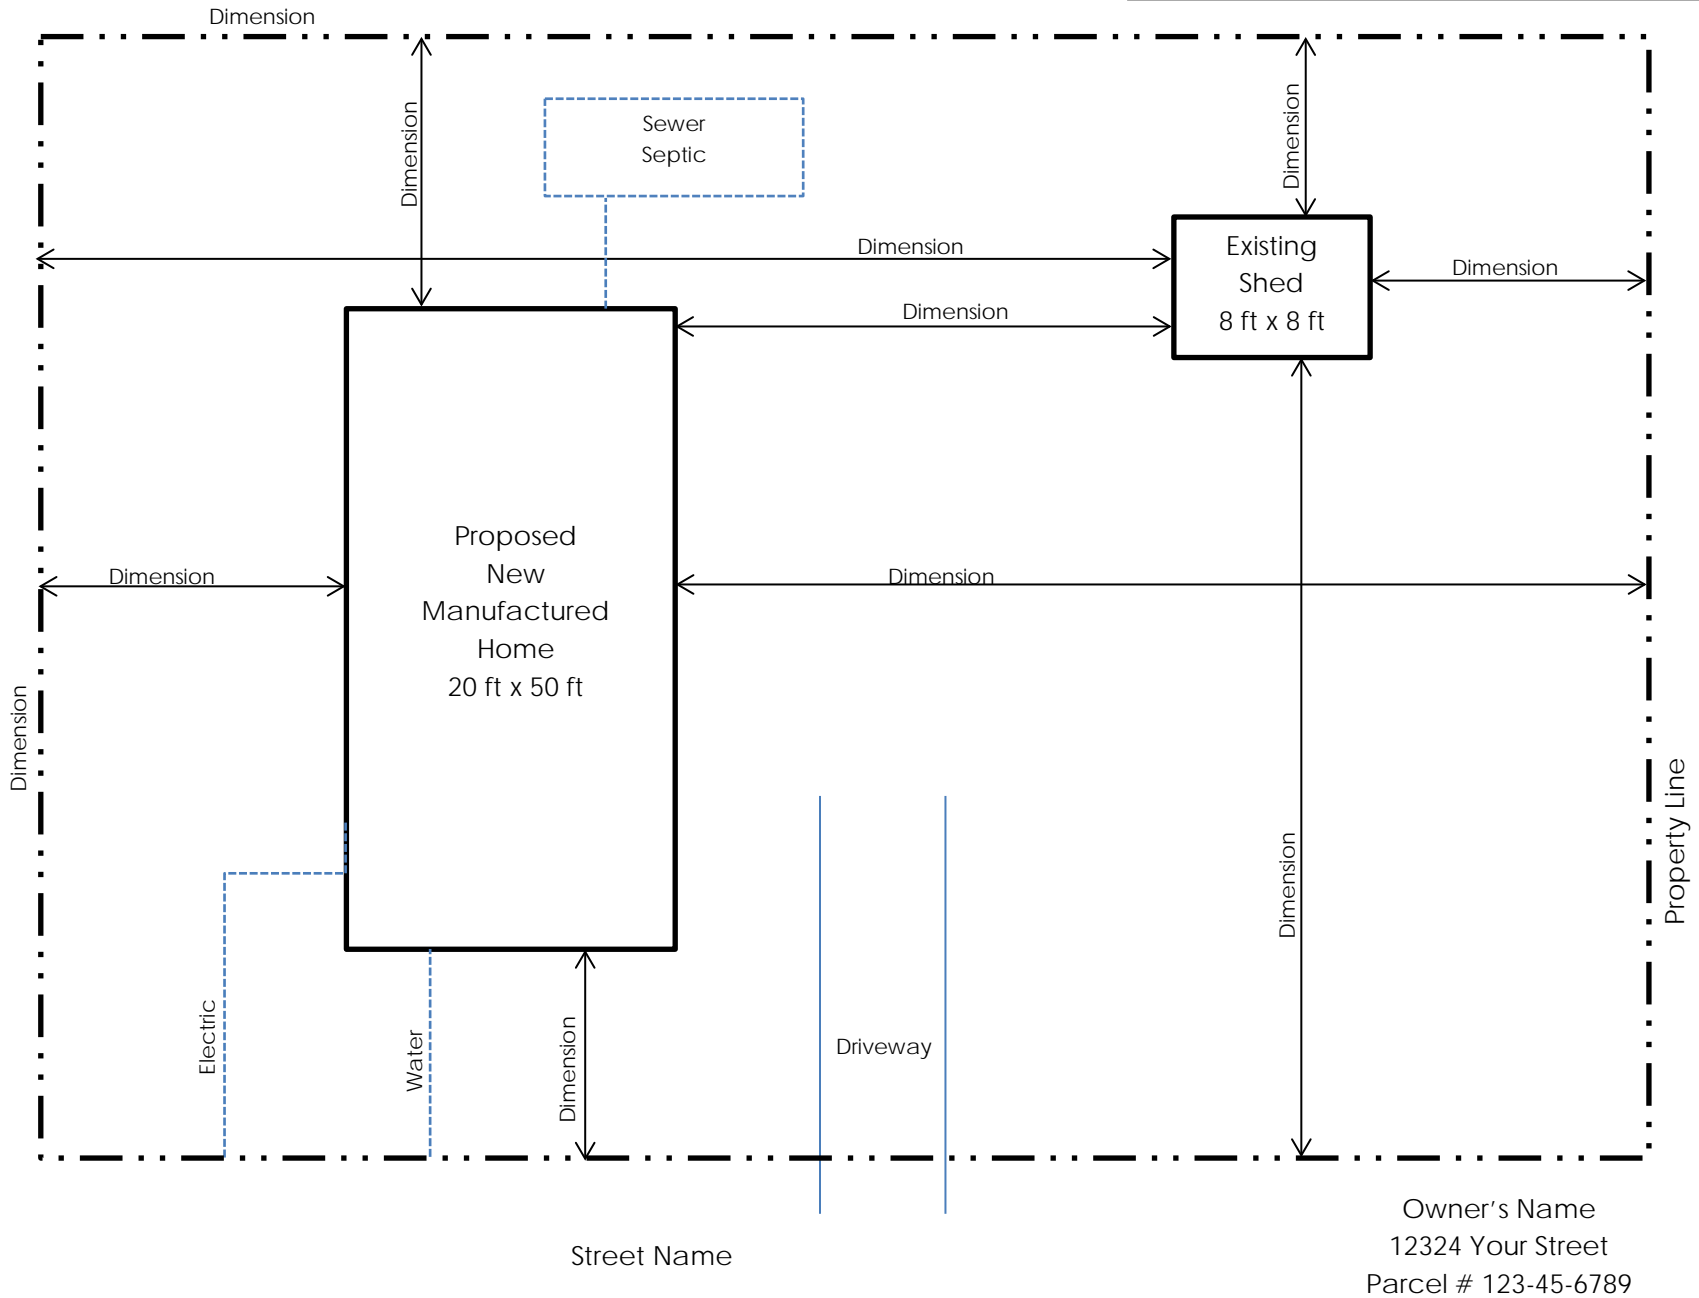 Dimension
Dimension
Sewer
Septic
Dimension
Dimension
Existing
Shed
8 ft x 8 ft
Dimension
Dimension
Proposed
New
Manufactured
Home
20 ft x 50 ft
Dimension
Dimension
Dimension
Property Line
Dimension
Electric
Water
Dimension
Driveway
Street Name
Owner's Name
12324 Your Street
Parcel # 123-45-6789